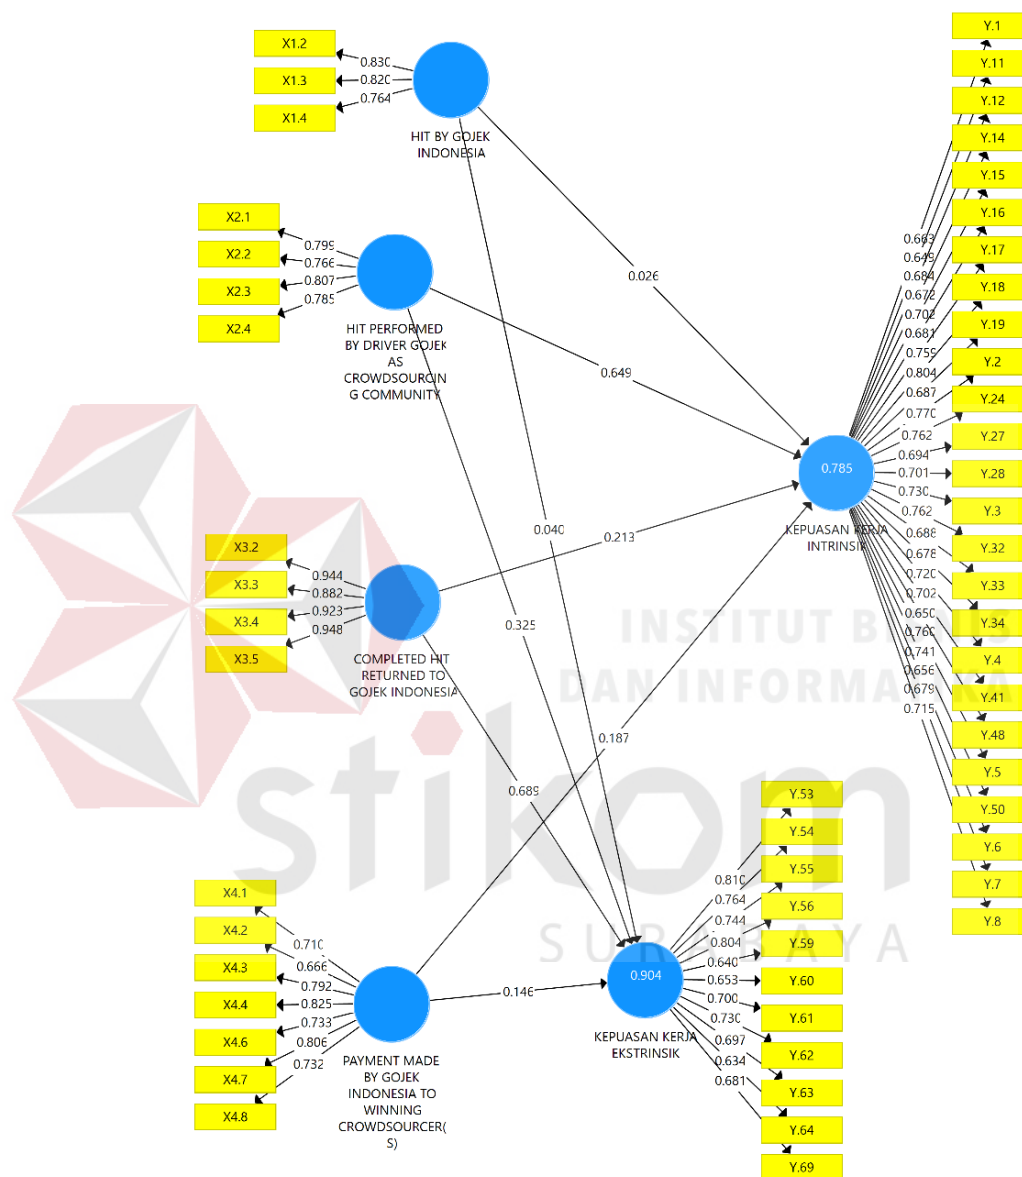 X1.2
X1.3
X1.4
0.830
0.820
0.764
HIT BY GOJEK
INDONESIA
X2.1
X2.2
X2.3
X2.4
0.799
0.766
0.807
0.785
HIT PERFORMED
BY DRIVER GOJEK
AS
CROWDSOURCIN
G COMMUNITY
X3.2
X3.3
X3.4
X3.5
0.944
0.882
0.923
0.948
COMPLETED HIT
RETURNED TO
GOJEK INDONESIA
X4.1
X4.2
X4.3
X4.4
X4.6
X4.7
X4.8
0.710
0.666
0.792
0.825
0.733
0.806
0.732
PAYMENT MADE
BY GOJEK
INDONESIA TO
WINNING
CROWDSOURCER(
S)
0.026
0.649
0.213
0.187
0.040
0.325
0.689
0.146
0.785
KEPUASAN KERJA
INTRINSIK
0.663
0.649
0.684
0.672
0.702
0.681
0.759
0.804
0.687
0.770
0.762
0.694
0.701
0.730
0.762
0.688
0.678
0.720
0.702
0.650
0.760
0.741
0.656
0.679
0.715
Y.1
Y.11
Y.12
Y.14
Y.15
Y.16
Y.17
Y.18
Y.19
Y.2
Y.24
Y.27
Y.28
Y.3
Y.32
Y.33
Y.34
Y.4
Y.41
Y.48
Y.5
Y.50
Y.6
Y.7
Y.8
0.904
KEPUASAN KERJA
EKSTRINSIK
0.810
0.764
0.744
0.804
0.640
0.653
0.700
0.730
0.697
0.634
0.681
Y.53
Y.54
Y.55
Y.56
Y.59
Y.60
Y.61
Y.62
Y.63
Y.64
Y.69
INSTITUT BISNIS
DAN INFORMATIKA
stikom
SURABAYA